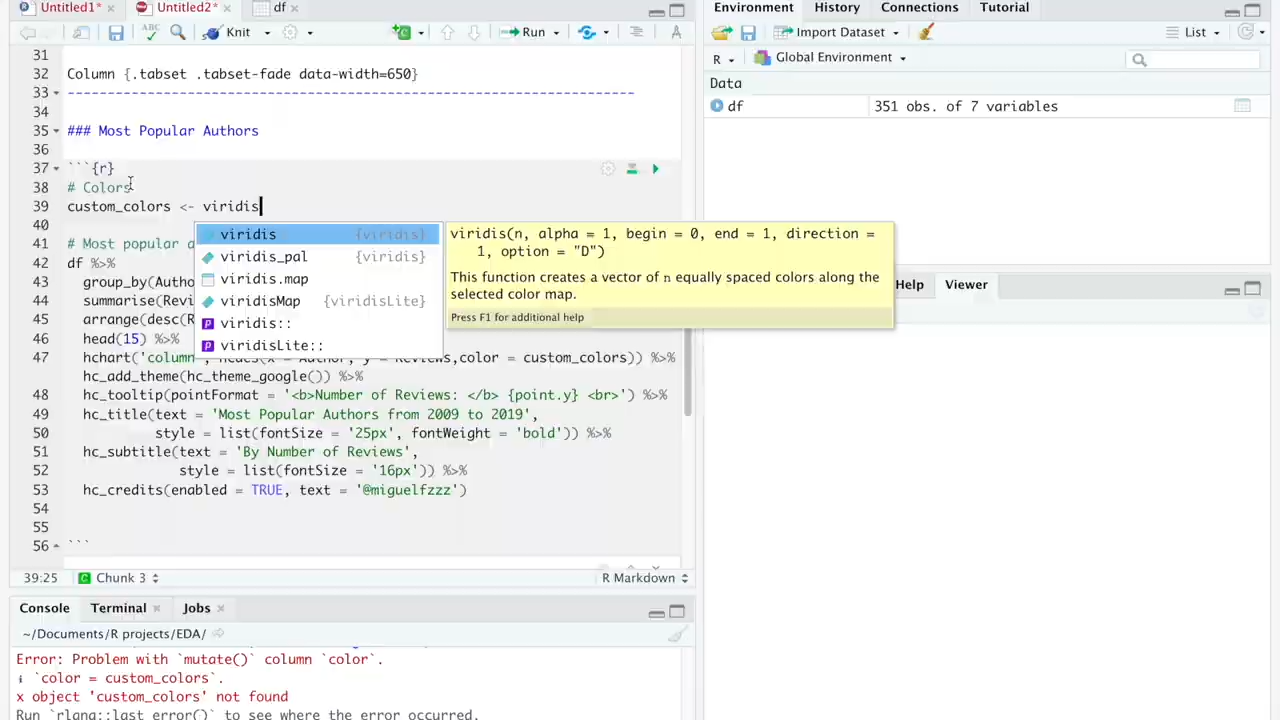 Untitled1* ×
Untitled2* ×
df ×
Environment History Connections Tutorial
ABC Knit Run
Import Dataset List
R Global Environment
Data
df 351 obs. of 7 variables
31
32 Column {.tabset .tabset-fade data-width=650}
33 -------------------------------------------------------------------------
34
35 ### Most Popular Authors
36
37 ```{r}
38 # Colors
39 custom_colors <- viridis
40
41 # Most popular a
42 df %>%
43 group_by(Autho
44 summarise(Revi
45 arrange(desc(R
46 head(15) %>%
47 hchart('column', hcaes(x = Author, y = Reviews,color = custom_colors)) %>%
hc_add_theme(hc_theme_google()) %>%
48 hc_tooltip(pointFormat = '<b>Number of Reviews: </b> {point.y} <br>') %>%
49 hc_title(text = 'Most Popular Authors from 2009 to 2019',
50 style = list(fontSize = '25px', fontWeight = 'bold')) %>%
51 hc_subtitle(text = 'By Number of Reviews',
52 style = list(fontSize = '16px')) %>%
53 hc_credits(enabled = TRUE, text = '@miguelfzzz')
54
55
56 ```
viridis {viridis}
viridis_pal {viridis}
viridis.map
viridisMap {viridisLite}
viridis::
viridisLite::
viridis(n, alpha = 1, begin = 0, end = 1, direction =
1, option = "D")
This function creates a vector of n equally spaced colors along the
selected color map.
Press F1 for additional help
Help Viewer
39:25 Chunk 3 R Markdown
Console Terminal × Jobs ×
~/Documents/R projects/EDA/
Error: Problem with `mutate()` column `color`.
ℹ `color = custom_colors`.
x object 'custom_colors' not found
Run `rlang::last_error()` to see where the error occurred.